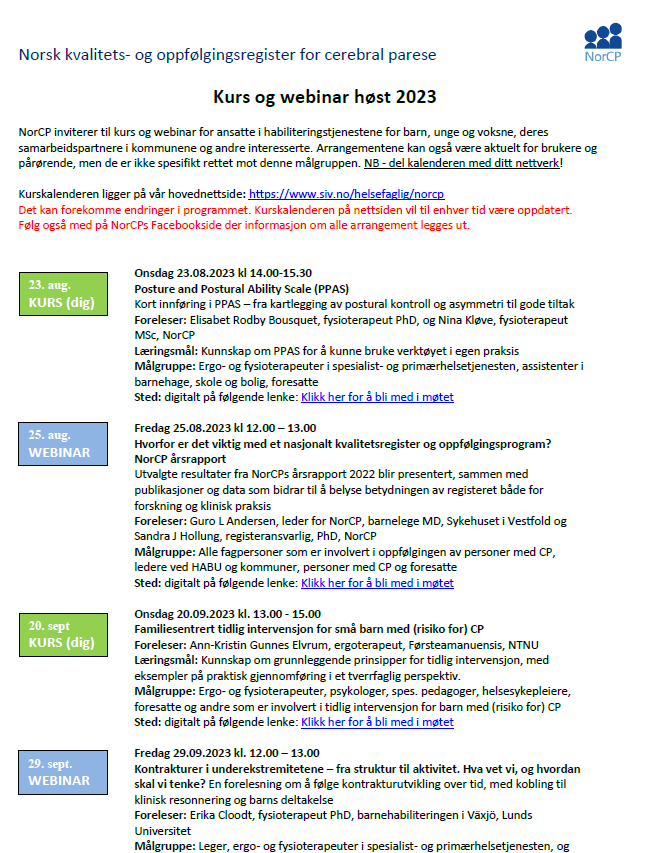 Norsk kvalitets- og oppfølgingsregister for cerebral parese
NorCP
Kurs og webinar høst 2023
NorCP inviterer til kurs og webinar for ansatte i habiliteringstjenestene for barn, unge og voksne, deres
samarbeidspartnere i kommunene og andre interesserte. Arrangementene kan også være aktuelt for brukere og
pårørende, men de er ikke spesifikt rettet mot denne målgruppen. NB - del kalenderen med ditt nettverk!
Kurskalenderen ligger på vår hovednettside: https://www.siv.no/helsefaglig/norcp
Det kan forekomme endringer i programmet. Kurskalenderen på nettsiden vil til enhver tid være oppdatert.
Følg også med på NorCPs Facebookside der informasjon om alle arrangement legges ut.
23. aug.
KURS (dig)
Onsdag 23.08.2023 kl 14.00-15.30
Posture and Postural Ability Scale (PPAS)
Kort innføring i PPAS – fra kartlegging av postural kontroll og asymmetri til gode tiltak
Foreleser: Elisabet Rodby Bousquet, fysioterapeut PhD, og Nina Kløve, fysioterapeut
MSc, NorCP
Læringsmål: Kunnskap om PPAS for å kunne bruke verktøyet i egen praksis
Målgruppe: Ergo- og fysioterapeuter i spesialist- og primærhelsetjenesten, assistenter i
barnehage, skole og bolig, foresatte
Sted: digitalt på følgende lenke: Klikk her for å bli med i møtet
25. aug.
WEBINAR
Fredag 25.08.2023 kl 12.00 – 13.00
Hvorfor er det viktig med et nasjonalt kvalitetsregister og oppfølgingsprogram?
NorCP årsrapport
Utvalgte resultater fra NorCPs årsrapport 2022 blir presentert, sammen med
publikasjoner og data som bidrar til å belyse betydningen av registeret både for
forskning og klinisk praksis
Foreleser: Guro L Andersen, leder for NorCP, barnelege MD, Sykehuset i Vestfold og
Sandra J Hollung, registeransvarlig, PhD, NorCP
Målgruppe: Alle fagpersoner som er involvert i oppfølgingen av personer med CP,
ledere ved HABU og kommuner, personer med CP og foresatte
Sted: digitalt på følgende lenke: Klikk her for å bli med i møtet
20. sept
KURS (dig)
Onsdag 20.09.2023 kl. 13.00 - 15.00
Familiesentrert tidlig intervensjon for små barn med (risiko for) CP
Foreleser: Ann-Kristin Gunnes Elvrum, ergoterapeut, Førsteamanuensis, NTNU
Læringsmål: Kunnskap om grunnleggende prinsipper for tidlig intervensjon, med
eksempler på praktisk gjennomføring i et tverrfaglig perspektiv.
Målgruppe: Ergo- og fysioterapeuter, psykologer, spes. pedagoger, helsesykepleiere,
foresatte og andre som er involvert i tidlig intervensjon for barn med (risiko for) CP
Sted: digitalt på følgende lenke: Klikk her for å bli med i møtet
29. sept.
WEBINAR
Fredag 29.09.2023 kl. 12.00 – 13.00
Kontrakturer i underekstremitetene – fra struktur til aktivitet. Hva vet vi, og hvordan
skal vi tenke? En forelesning om å følge kontrakturutvikling over tid, med kobling til
klinisk resonnering og barns deltakelse
Foreleser: Erika Cloodt, fysioterapeut PhD, barnehabiliteringen i Växjö, Lunds
Universitet
Målgruppe: Leger, ergo- og fysioterapeuter i spesialist- og primærhelsetjenesten, og